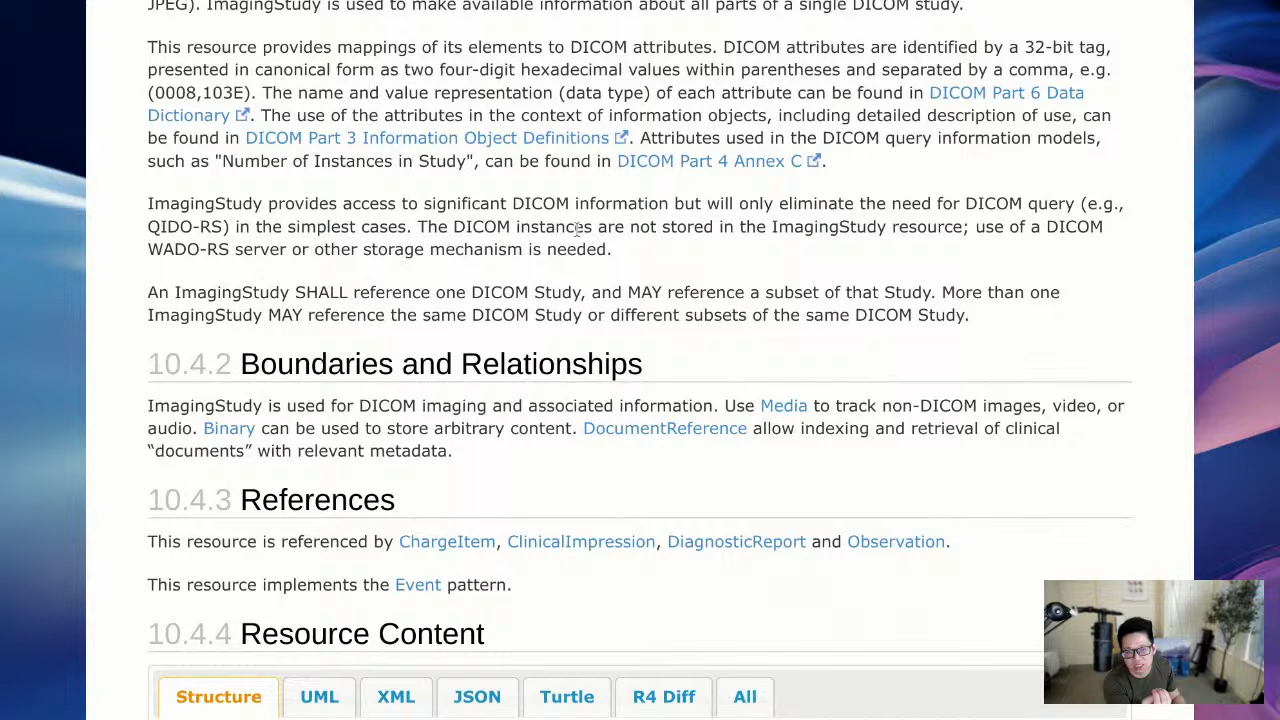 JPEG). ImagingStudy is used to make available information about all parts of a single DICOM study.
This resource provides mappings of its elements to DICOM attributes. DICOM attributes are identified by a 32-bit tag,
presented in canonical form as two four-digit hexadecimal values within parentheses and separated by a comma, e.g.
(0008,103E). The name and value representation (data type) of each attribute can be found in DICOM Part 6 Data
Dictionary. The use of the attributes in the context of information objects, including detailed description of use, can
be found in DICOM Part 3 Information Object Definitions. Attributes used in the DICOM query information models,
such as "Number of Instances in Study", can be found in DICOM Part 4 Annex C.
ImagingStudy provides access to significant DICOM information but will only eliminate the need for DICOM query (e.g.,
QIDO-RS) in the simplest cases. The DICOM instances are not stored in the ImagingStudy resource; use of a DICOM
WADO-RS server or other storage mechanism is needed.
An ImagingStudy SHALL reference one DICOM Study, and MAY reference a subset of that Study. More than one
ImagingStudy MAY reference the same DICOM Study or different subsets of the same DICOM Study.
10.4.2 Boundaries and Relationships
ImagingStudy is used for DICOM imaging and associated information. Use Media to track non-DICOM images, video, or
audio. Binary can be used to store arbitrary content. DocumentReference allow indexing and retrieval of clinical
“documents” with relevant metadata.
10.4.3 References
This resource is referenced by ChargeItem, ClinicalImpression, DiagnosticReport and Observation.
This resource implements the Event pattern.
10.4.4 Resource Content
Structure UML XML JSON Turtle R4 Diff All